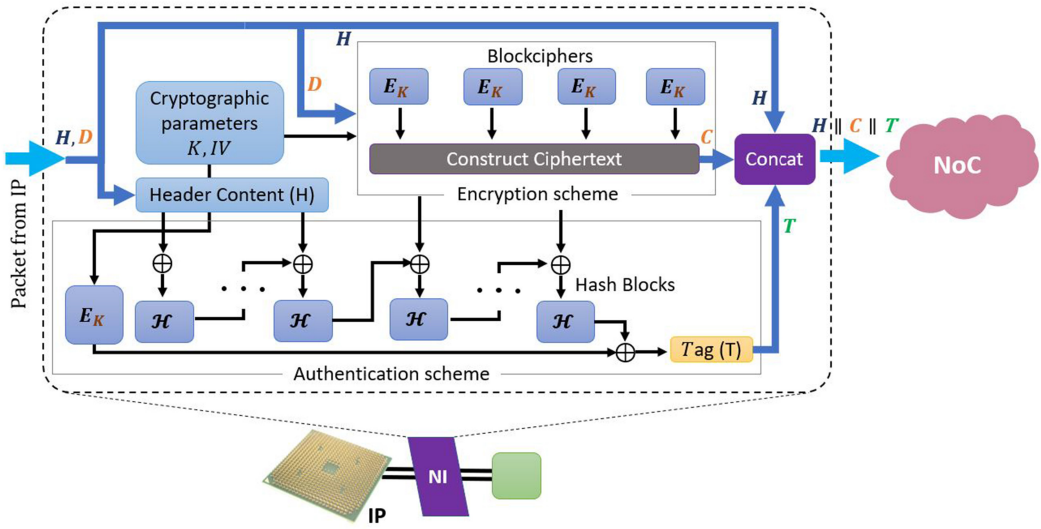 Packet from IP
H, D
H
D
Cryptographic
parameters
K, IV
Header Content (H)
Blockciphers
E_K
E_K
E_K
E_K
Construct Ciphertext
Encryption scheme
C
H
Concat
H ∥ C ∥ T
NoC
T
⊕
⊕
⊕
⊕
. . .
. . .
Hash Blocks
E_K
ℋ
ℋ
ℋ
ℋ
⊕
Tag (T)
Authentication scheme
NI
IP